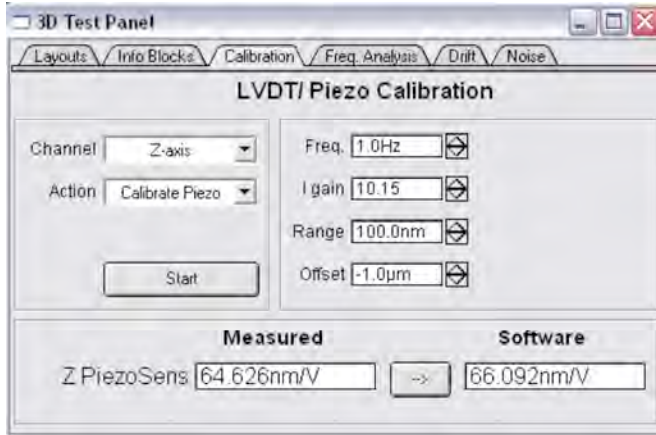 3D Test Panel
Layouts Info Blocks Calibration Freq. Analysis Drift Noise
LVDT/ Piezo Calibration
Channel Z-axis
Action Calibrate Piezo
Start
Freq. 1.0Hz
I gain 10.15
Range 100.0nm
Offset -1.0µm
Measured Software
Z PiezoSens 64.626nm/V --> 66.092nm/V